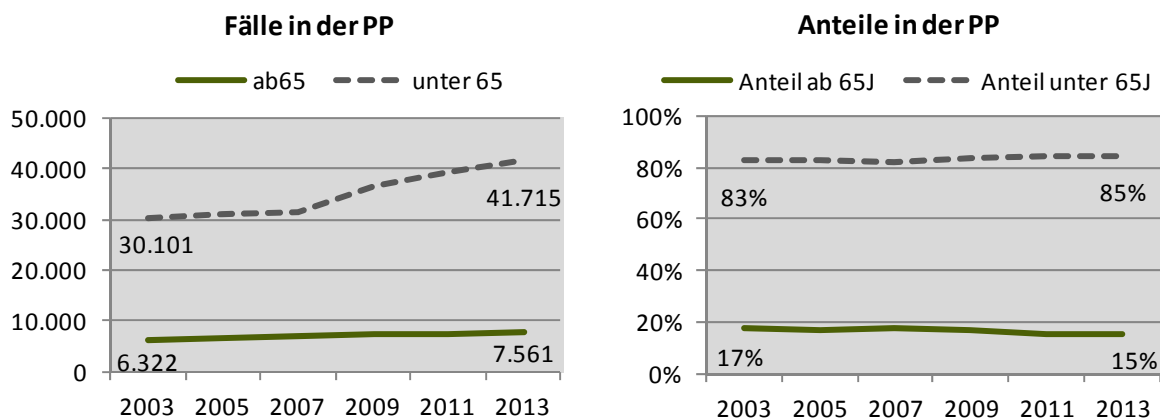 Fälle in der PP
ab65
unter 65
50.000
40.000
30.000
20.000
10.000
0
30.101
41.715
6.322
7.561
2003 2005 2007 2009 2011 2013
Anteile in der PP
Anteil ab 65J
Anteil unter 65J
100%
80%
60%
40%
20%
0%
83%
85%
17%
15%
2003 2005 2007 2009 2011 2013